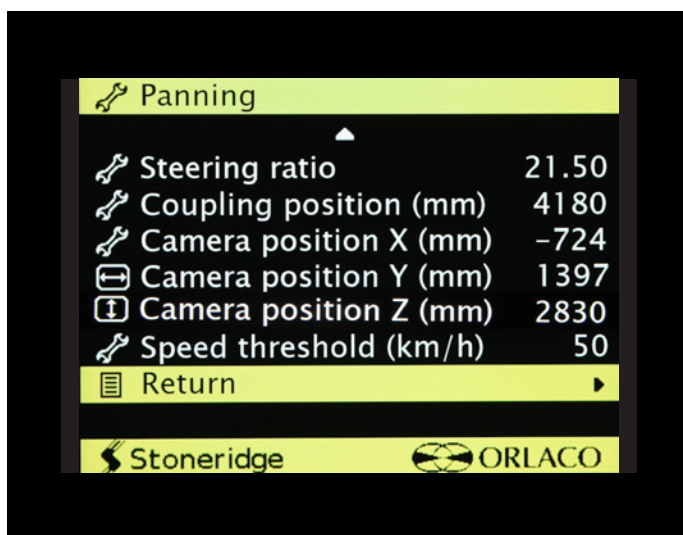 Panning
Steering ratio 21.50
Coupling position (mm) 4180
Camera position X (mm) –724
Camera position Y (mm) 1397
Camera position Z (mm) 2830
Speed threshold (km/h) 50
Return
Stoneridge ORLACO